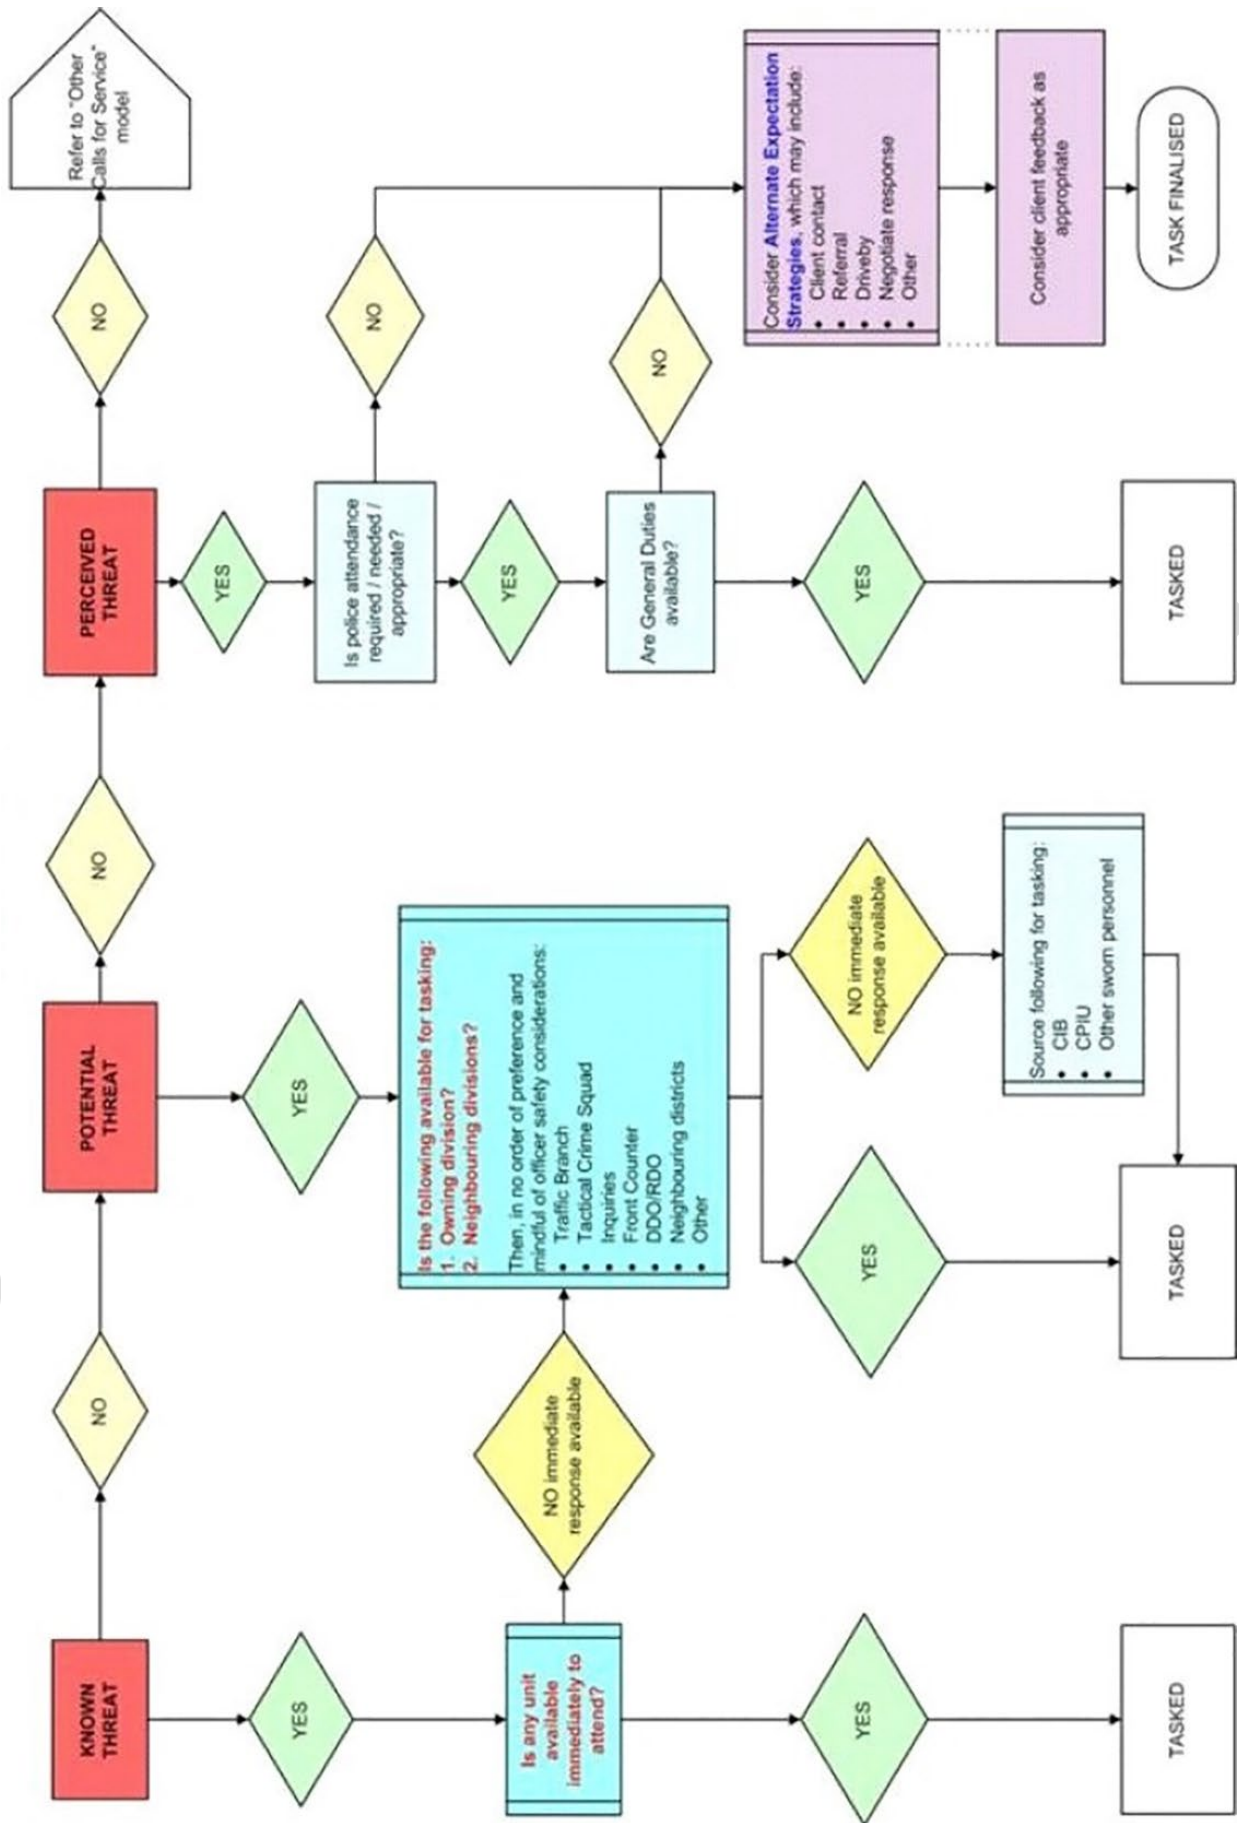 KNOWN
THREAT
NO
POTENTIAL
THREAT
NO
PERCEIVED
THREAT
NO
Refer to "Other
Calls for Service"
model
YES
YES
YES
Is police attendance
required / needed /
appropriate?
NO
Is any unit
available
immediately to
attend?
NO immediate
response available
Is the following available for tasking:
1. Owning division?
2. Neighbouring divisions?
Then, in no order of preference and
mindful of officer safety considerations:
• Traffic Branch
• Tactical Crime Squad
• Inquiries
• Front Counter
• DDO/RDO
• Neighbouring districts
• Other
YES
Are General Duties
available?
NO
Consider Alternate Expectation
Strategies, which may include:
• Client contact
• Referral
• Driveby
• Negotiate response
• Other
YES
YES
NO immediate
response available
YES
Source following for tasking:
• CIB
• CPIU
• Other sworn personnel
Consider client feedback as
appropriate
TASKED
TASKED
TASKED
TASK FINALISED